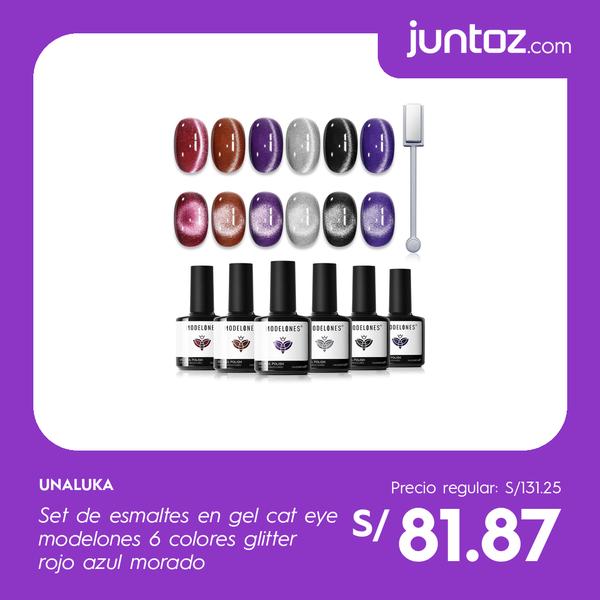 juntoz.com
MODELONES®
MODELONES®
MODELONES®
MODELONES®
MODELONES®
MODELONES®
UNALUKA
Set de esmaltes en gel cat eye
modelones 6 colores glitter
rojo azul morado
Precio regular: S/131.25
S/81.87